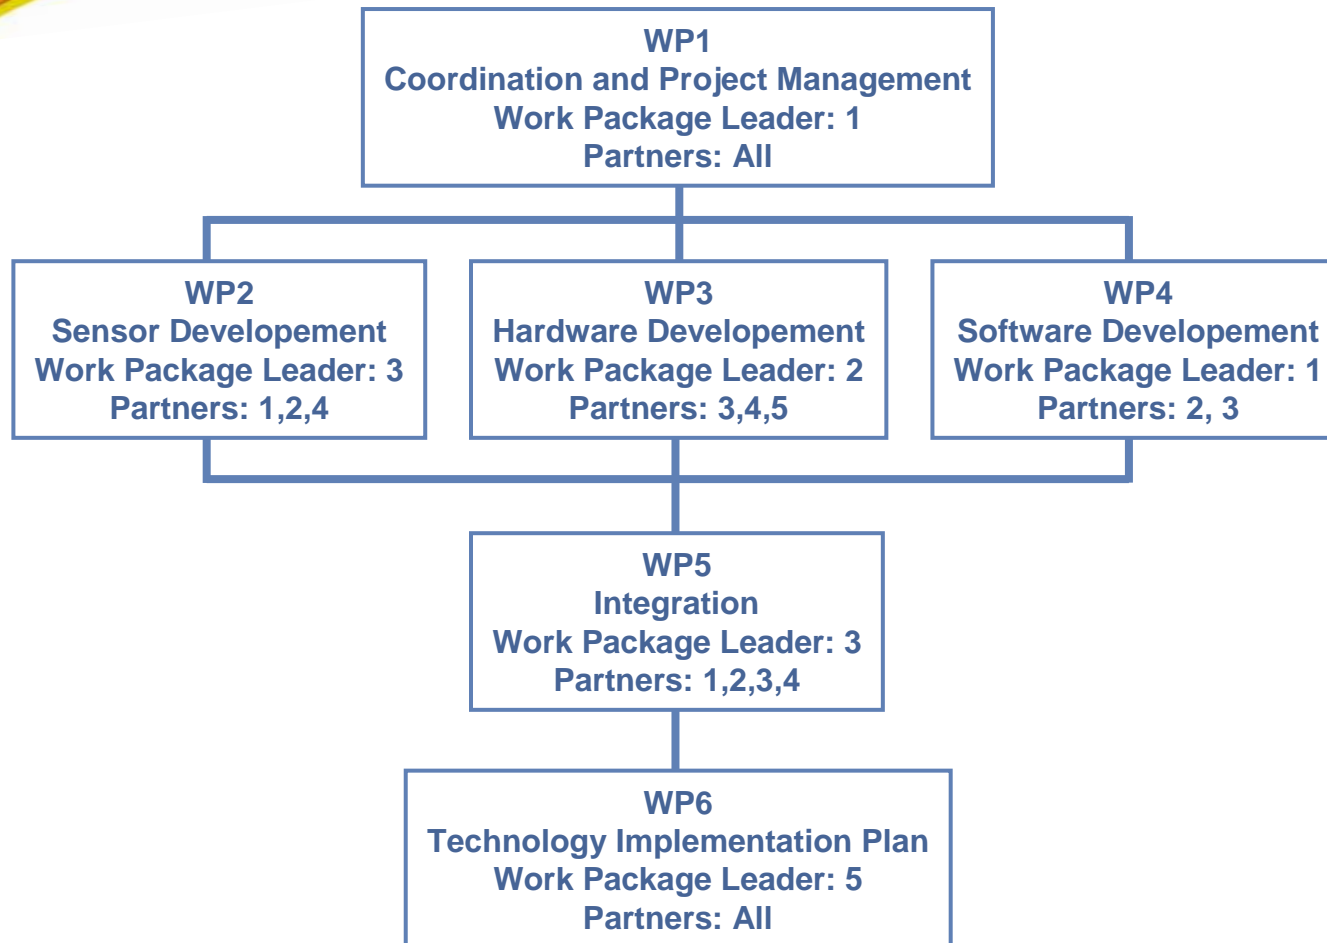 WP1
Coordination and Project Management
Work Package Leader: 1
Partners: All
WP2
Sensor Developement
Work Package Leader: 3
Partners: 1,2,4
WP3
Hardware Developement
Work Package Leader: 2
Partners: 3,4,5
WP4
Software Developement
Work Package Leader: 1
Partners: 2, 3
WP5
Integration
Work Package Leader: 3
Partners: 1,2,3,4
WP6
Technology Implementation Plan
Work Package Leader: 5
Partners: All